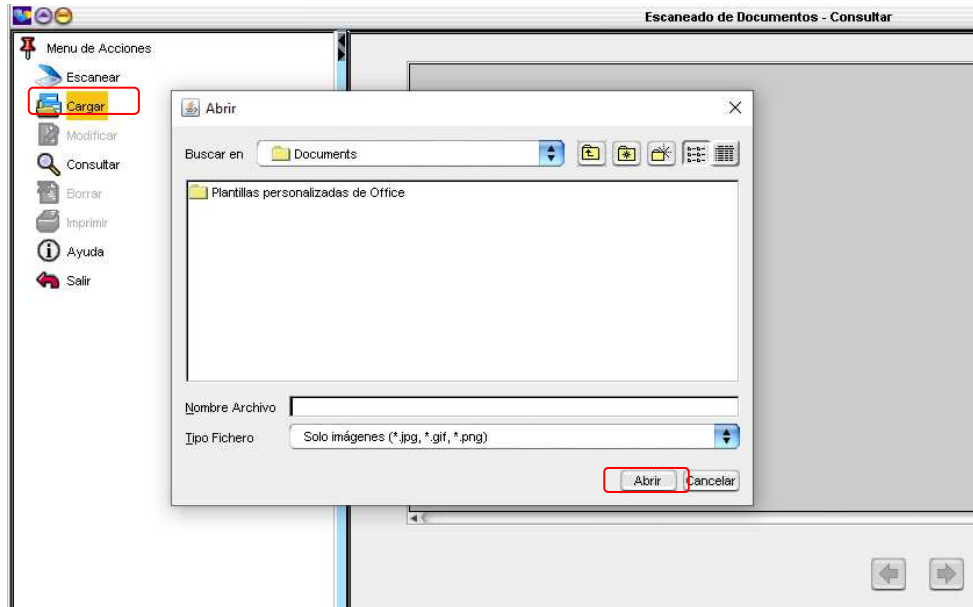 Escaneado de Documentos - Consultar
Menu de Acciones
Escanear
Cargar
Modificar
Consultar
Borrar
Imprimir
Ayuda
Salir
Abrir
Buscar en
Documents
Plantillas personalizadas de Office
Nombre Archivo
Tipo Fichero
Solo imágenes (*.jpg, *.gif, *.png)
Abrir
Cancelar